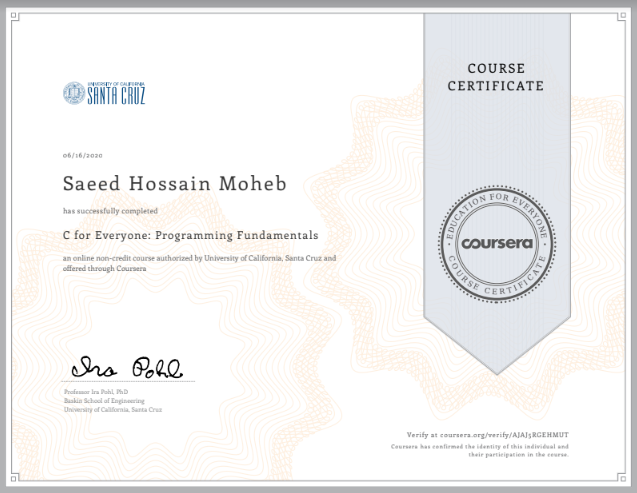 UNIVERSITY OF CALIFORNIA
SANTA CRUZ
06/16/2020
Saeed Hossain Moheb
has successfully completed
C for Everyone: Programming Fundamentals
an online non-credit course authorized by University of California, Santa Cruz and
offered through Coursera
Ira Pohl
Professor Ira Pohl, PhD
Baskin School of Engineering
University of California, Santa Cruz
COURSE
CERTIFICATE
EDUCATION FOR EVERYONE
coursera
COURSE CERTIFICATE
Verify at coursera.org/verify/AJAJ5RGEHMUT
Coursera has confirmed the identity of this individual and
their participation in the course.